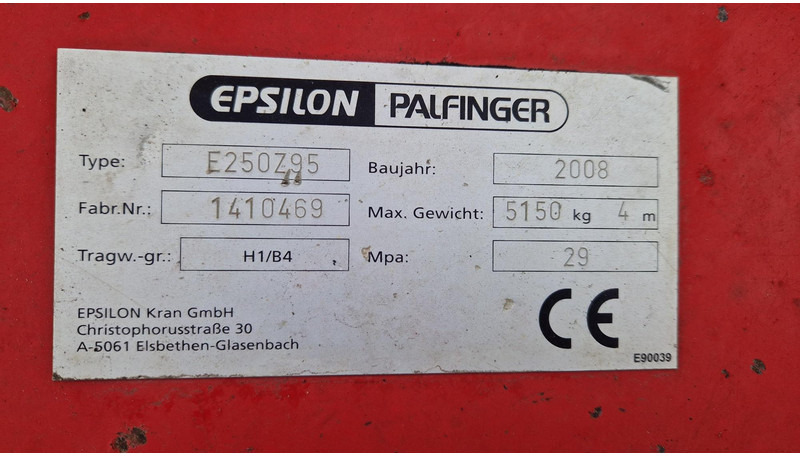 EPSILON PALFINGER
Type: E250Z95 Baujahr: 2008
Fabr.Nr.: 1410469 Max. Gewicht: 5150 kg 4 m
Tragw.-gr.: H1/B4 Mpa: 29
EPSILON Kran GmbH
Christophorusstraße 30
A-5061 Elsbethen-Glasenbach
CE
E90039